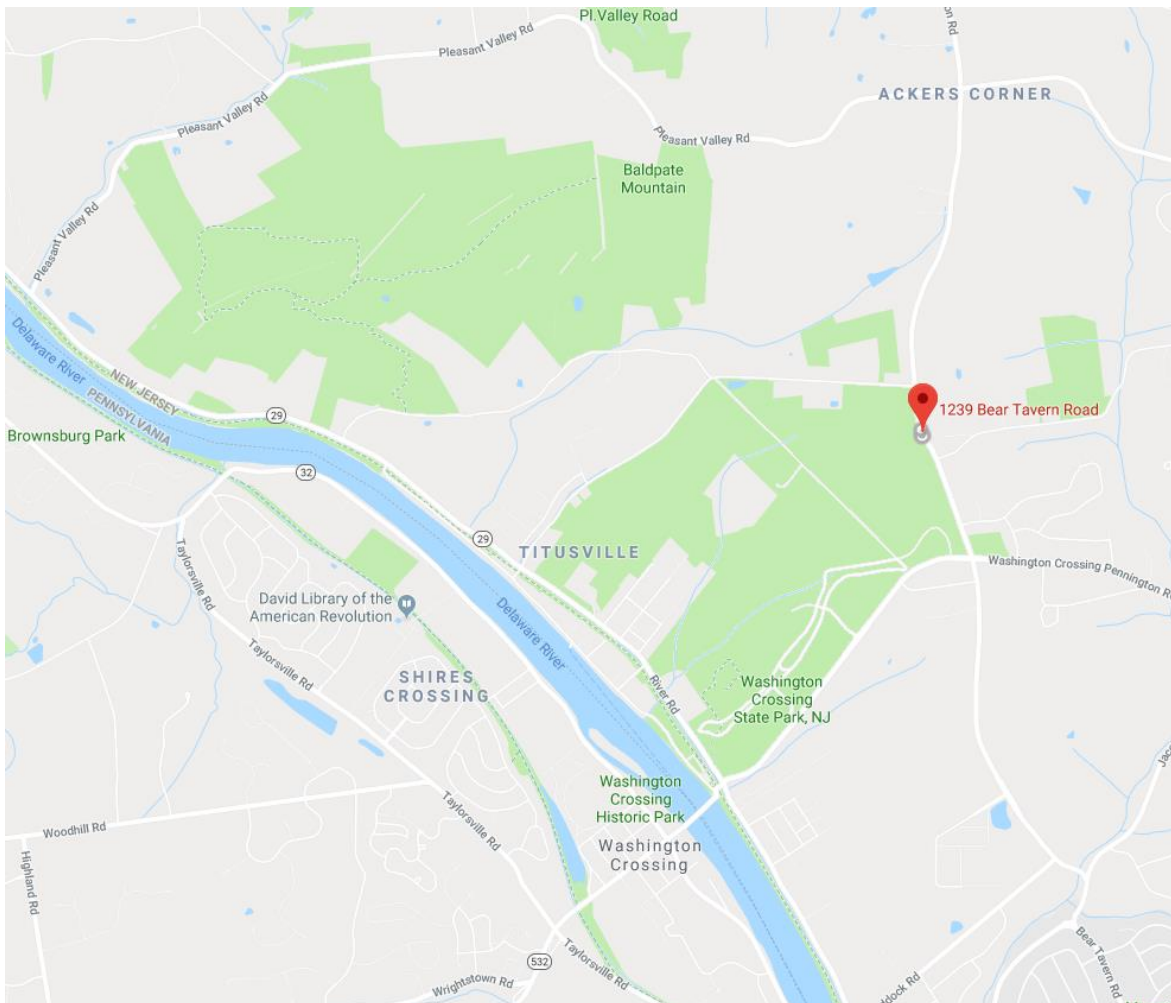 Pl.Valley Road
on Rd
Pleasant Valley Rd
ACKERS CORNER
Pleasant Valley Rd
Pleasant Valley Rd
Baldpate
Mountain
Pleasant Valley Rd
Delaware River
NEW JERSEY
PENNSYLVANIA
29
1239 Bear Tavern Road
Brownsburg Park
32
29
TITUSVILLE
Washington Crossing Pennington R
Taylorsville Rd
David Library of the
American Revolution
Delaware River
Taylorsville Rd
SHIRES
CROSSING
River Rd
Washington
Crossing
State Park, NJ
Jac
Washington
Crossing
Historic Park
Taylorsville Rd
Woodhill Rd
Washington
Crossing
Highland Rd
Bear Tavern Rd
532
Taylorsville Rd
Wrightstown Rd
dock Rd